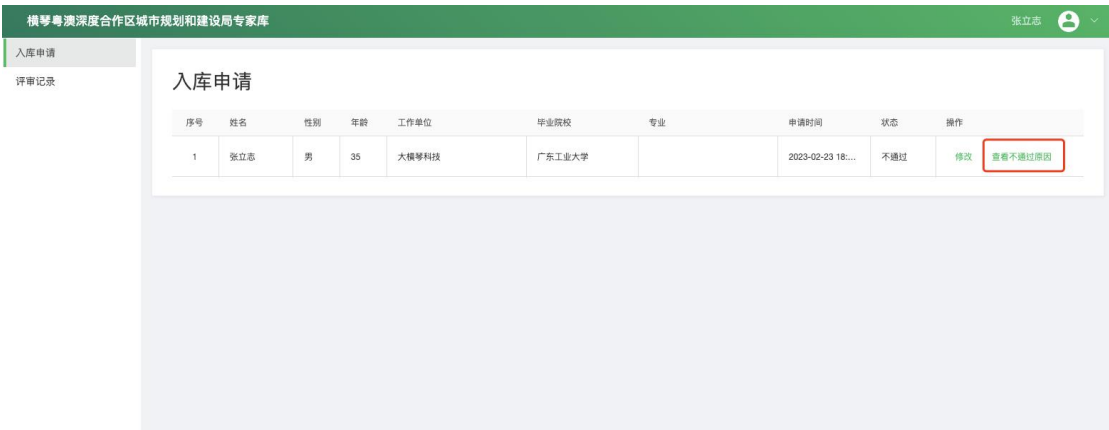 横琴粤澳深度合作区城市规划和建设局专家库 张立志
入库申请
评审记录
入库申请
序号 姓名 性别 年龄 工作单位 毕业院校 专业 申请时间 状态 操作
1 张立志 男 35 大横琴科技 广东工业大学 2023-02-23 18:... 不通过 修改 查看不通过原因